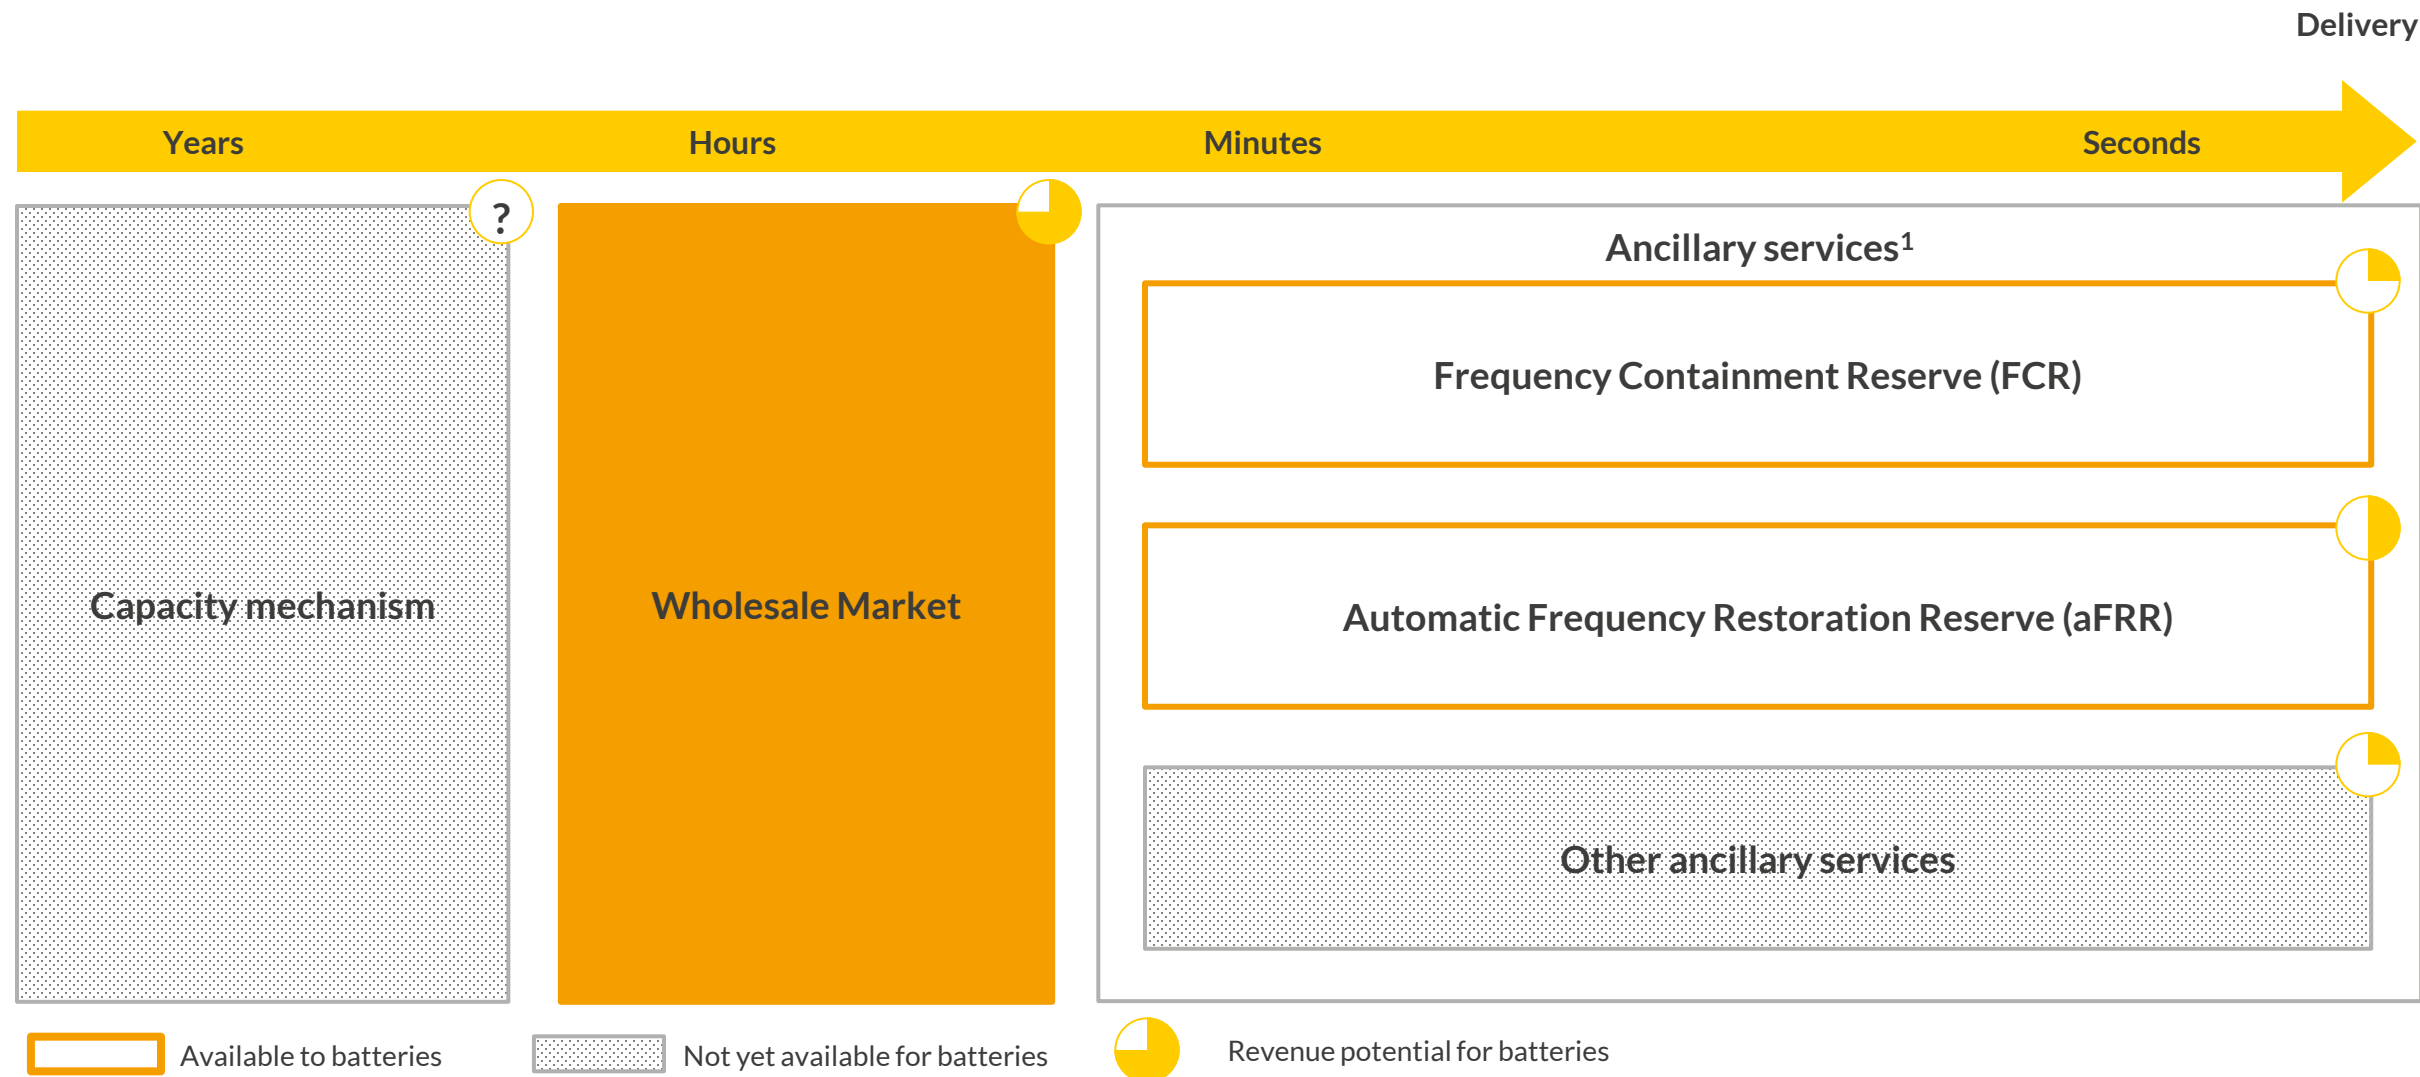 Delivery
Years
Hours
Minutes
Seconds
?
Ancillary services¹
Frequency Containment Reserve (FCR)
Capacity mechanism
Wholesale Market
Automatic Frequency Restoration Reserve (aFRR)
Other ancillary services
Available to batteries
Not yet available for batteries
Revenue potential for batteries